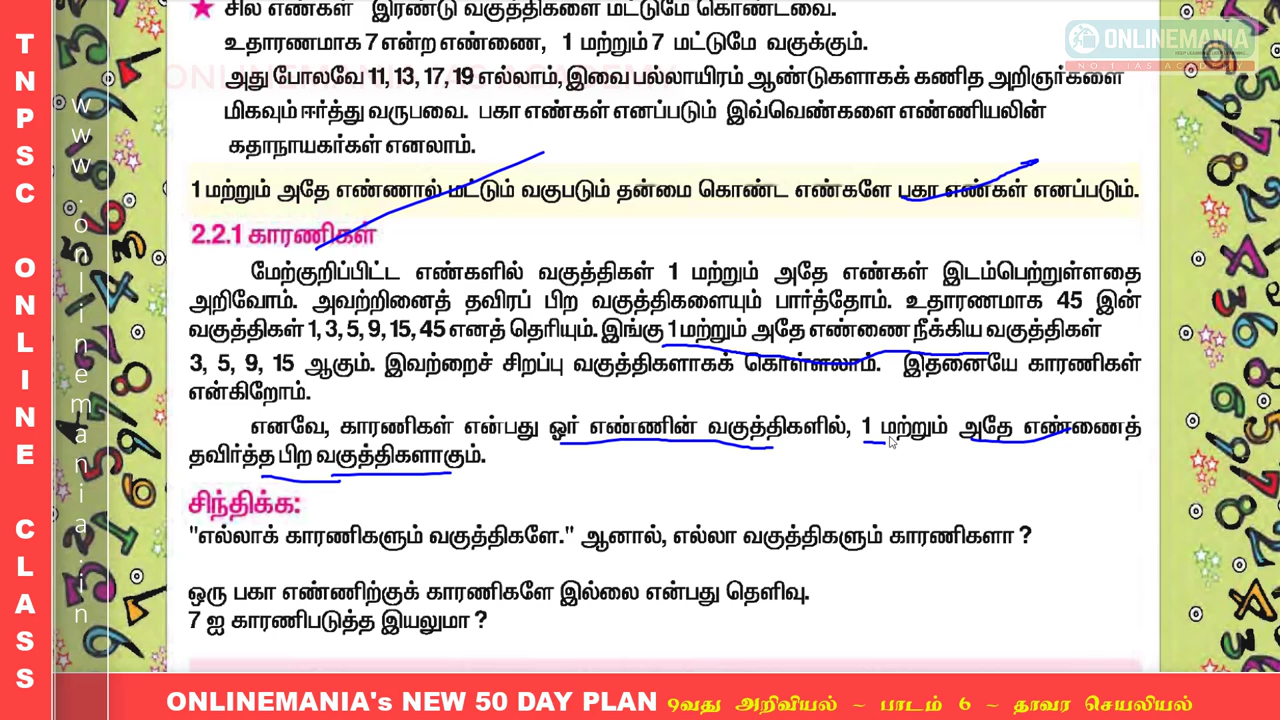 TNPSC ONLINE CLASS
www.onlinemania.in
ONLINEMANIA
NO.1 IAS ACADEMY
★ சில எண்கள் இரண்டு வகுத்திகளை மட்டுமே கொண்டவை.
உதாரணமாக 7 என்ற எண்ணை, 1 மற்றும் 7 மட்டுமே வகுக்கும்.
அது போலவே 11, 13, 17, 19 எல்லாம், இவை பல்லாயிரம் ஆண்டுகளாகக் கணித அறிஞர்களை
மிகவும் ஈர்த்து வருபவை. பகா எண்கள் எனப்படும் இவ்வெண்களை எண்ணியலின்
கதாநாயகர்கள் எனலாம்.
1 மற்றும் அதே எண்ணால் மட்டும் வகுபடும் தன்மை கொண்ட எண்களே பகா எண்கள் எனப்படும்.
2.2.1 காரணிகள்
மேற்குறிப்பிட்ட எண்களில் வகுத்திகள் 1 மற்றும் அதே எண்கள் இடம்பெற்றுள்ளதை
அறிவோம். அவற்றினைத் தவிரப் பிற வகுத்திகளையும் பார்த்தோம். உதாரணமாக 45 இன்
வகுத்திகள் 1, 3, 5, 9, 15, 45 எனத் தெரியும். இங்கு 1 மற்றும் அதே எண்ணை நீக்கிய வகுத்திகள்
3, 5, 9, 15 ஆகும். இவற்றைச் சிறப்பு வகுத்திகளாகக் கொள்ளலாம். இதனையே காரணிகள்
என்கிறோம்.
எனவே, காரணிகள் என்பது ஓர் எண்ணின் வகுத்திகளில், 1 மற்றும் அதே எண்ணைத்
தவிர்த்த பிற வகுத்திகளாகும்.
சிந்திக்க:
"எல்லாக் காரணிகளும் வகுத்திகளே." ஆனால், எல்லா வகுத்திகளும் காரணிகளா ?
ஒரு பகா எண்ணிற்குக் காரணிகளே இல்லை என்பது தெளிவு.
7 ஐ காரணிபடுத்த இயலுமா ?
ONLINEMANIA's NEW 50 DAY PLAN 9வது அறிவியல் ~ பாடம் 6 ~ தாவர செயலியல்